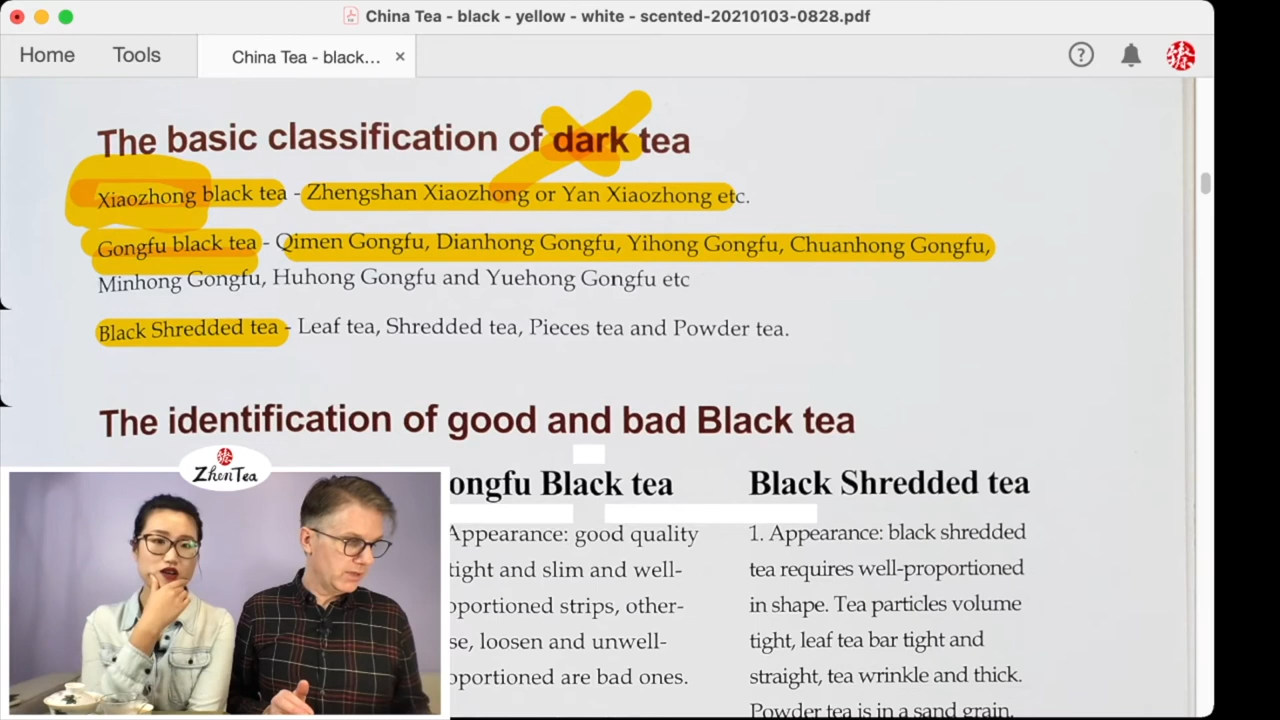 China Tea - black - yellow - white - scented-20210103-0828.pdf
Home
Tools
China Tea - black...
The basic classification of dark tea
Xiaozhong black tea - Zhengshan Xiaozhong or Yan Xiaozhong etc.
Gongfu black tea - Qimen Gongfu, Dianhong Gongfu, Yihong Gongfu, Chuanhong Gongfu,
Minhong Gongfu, Huhong Gongfu and Yuehong Gongfu etc
Black Shredded tea - Leaf tea, Shredded tea, Pieces tea and Powder tea.
The identification of good and bad Black tea
ZhenTea
ongfu Black tea
Appearance: good quality
tight and slim and well-
oportioned strips, other-
se, loosen and unwell-
oportioned are bad ones.
Black Shredded tea
1. Appearance: black shredded
tea requires well-proportioned
in shape. Tea particles volume
tight, leaf tea bar tight and
straight, tea wrinkle and thick.
Powder tea is in a sand grain,